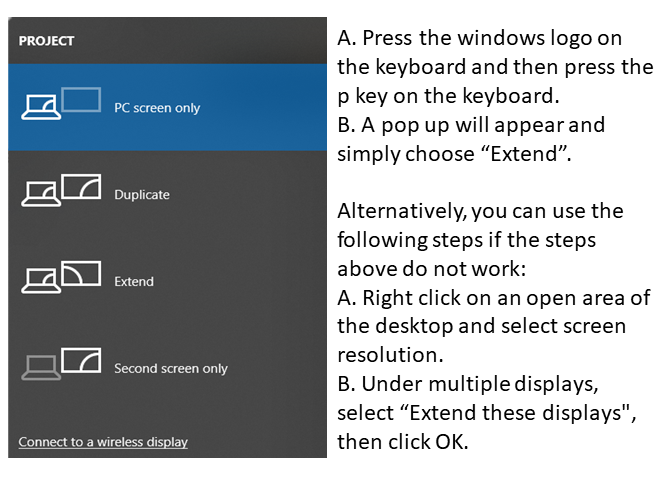 PROJECT
PC screen only
Duplicate
Extend
Second screen only
Connect to a wireless display
A. Press the windows logo on
the keyboard and then press the
p key on the keyboard.
B. A pop up will appear and
simply choose “Extend”.
Alternatively, you can use the
following steps if the steps
above do not work:
A. Right click on an open area of
the desktop and select screen
resolution.
B. Under multiple displays,
select “Extend these displays",
then click OK.